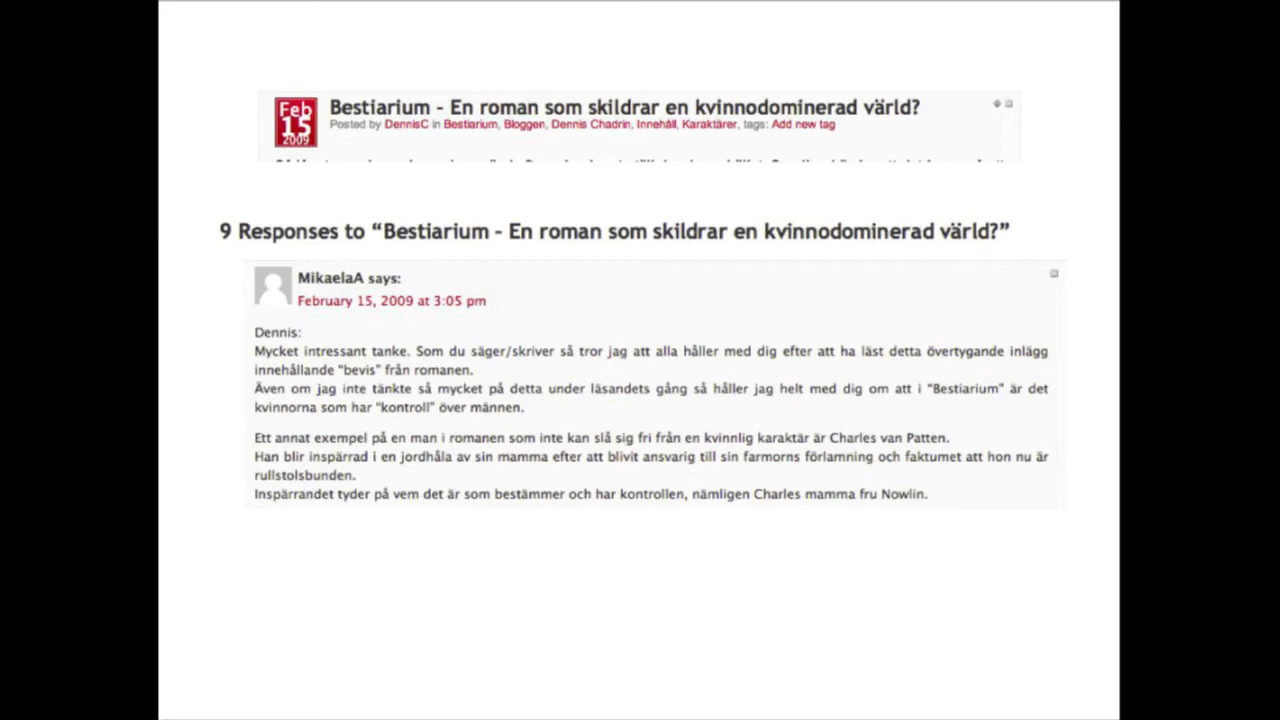 Feb
15
2009
Bestiarium – En roman som skildrar en kvinnodominerad värld?
Posted by DennisC in Bestiarium, Bloggen, Dennis Chadrin, Innehåll, Karaktärer, tags: Add new tag
9 Responses to “Bestiarium – En roman som skildrar en kvinnodominerad värld?”
MikaelaA says:
February 15, 2009 at 3:05 pm
Dennis:
Mycket intressant tanke. Som du säger/skriver så tror jag att alla håller med dig efter att ha läst detta övertygande inlägg
innehållande “bevis” från romanen.
Även om jag inte tänkte så mycket på detta under läsandets gång så håller jag helt med dig om att i “Bestiarium” är det
kvinnorna som har “kontroll” över männen.
Ett annat exempel på en man i romanen som inte kan slå sig fri från en kvinnlig karaktär är Charles van Patten.
Han blir inspärrad i en jordhåla av sin mamma efter att blivit ansvarig till sin farmorns förlamning och faktumet att hon nu är
rullstolsbunden.
Inspärrandet tyder på vem det är som bestämmer och har kontrollen, nämligen Charles mamma fru Nowlin.